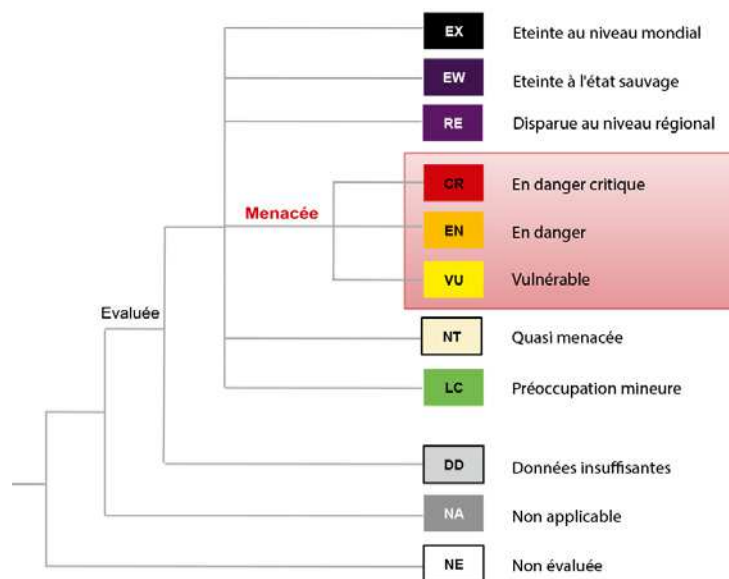 EX Eteinte au niveau mondial
EW Eteinte à l'état sauvage
RE Disparue au niveau régional
CR En danger critique
Menacée
EN En danger
VU Vulnérable
Evaluée
NT Quasi menacée
LC Préoccupation mineure
DD Données insuffisantes
NA Non applicable
NE Non évaluée